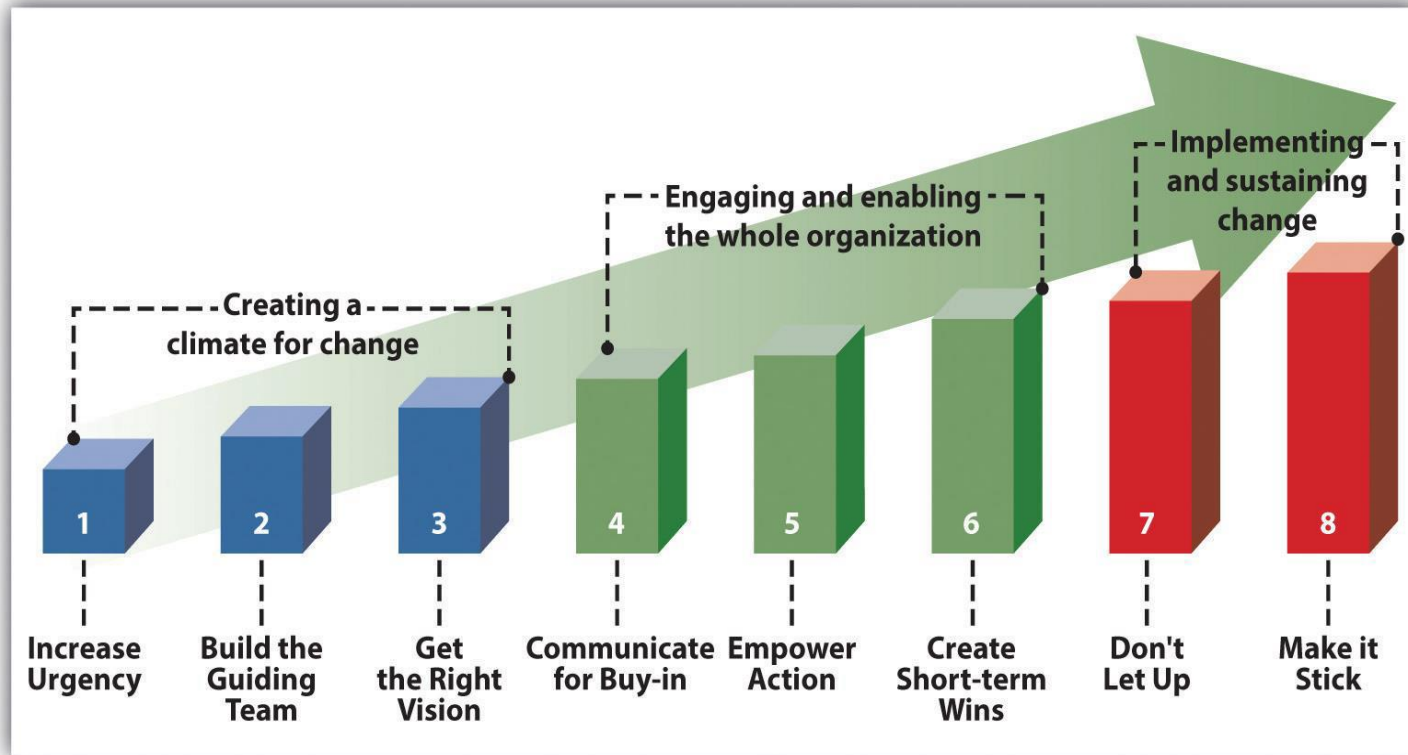 Implementing
and sustaining
change
Engaging and enabling
the whole organization
Creating a
climate for change
1
2
3
4
5
6
7
8
Increase
Urgency
Build the
Guiding
Team
Get
the Right
Vision
Communicate
for Buy-in
Empower
Action
Create
Short-term
Wins
Don't
Let Up
Make it
Stick